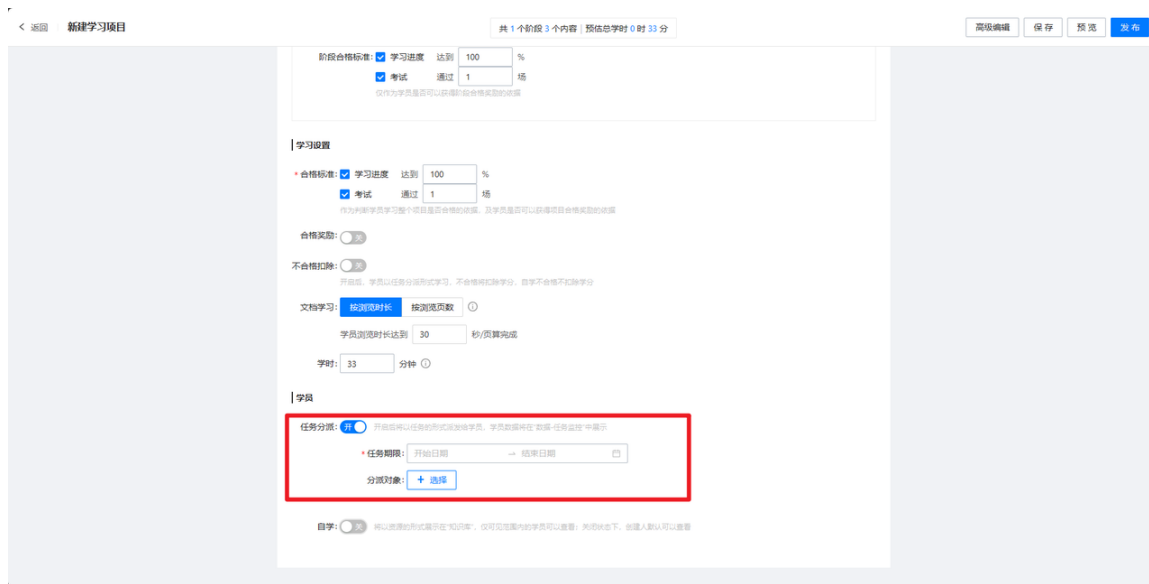 返回 新建学习项目 共 1 个阶段 3 个内容 | 预估总学时 0 时 33 分 高级编辑 保存 预览 发布
阶段合格标准: 学习进度 达到 100 %
考试 通过 1 场
仅作为学员是否可以获得阶段合格奖励的依据
学习设置
* 合格标准: 学习进度 达到 100 %
考试 通过 1 场
作为判断学员学习整个项目是否合格的依据，及学员是否可以获得项目合格奖励的依据
合格奖励: 关
不合格扣除: 关
开启后，学员以任务分派形式学习，不合格将扣除学分，自学不合格不扣除学分
文档学习: 按浏览时长 按浏览页数
学员浏览时长达到 30 秒/页算完成
学时: 33 分钟
学员
任务分派: 开 开启后将以任务的形式派发给学员，学员数据将在“数据-任务监控”中展示
* 任务期限: 开始日期 → 结束日期
分派对象: + 选择
自学: 关 将以资源的形式展示在“知识库”，仅可见范围内的学员可以查看；关闭状态下，创建人默认可以查看